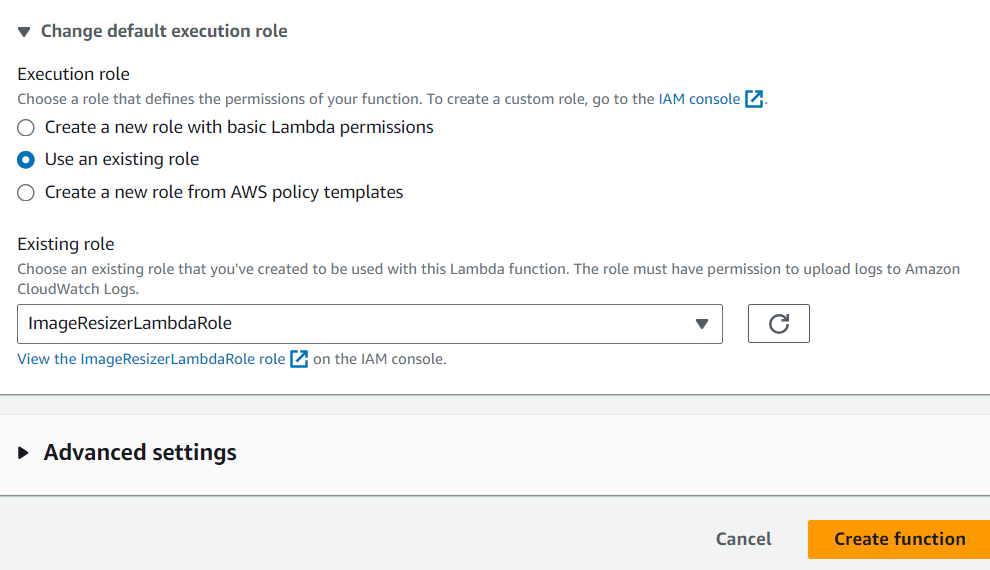 Change default execution role
Execution role
Choose a role that defines the permissions of your function. To create a custom role, go to the IAM console.
Create a new role with basic Lambda permissions
Use an existing role
Create a new role from AWS policy templates
Existing role
Choose an existing role that you've created to be used with this Lambda function. The role must have permission to upload logs to Amazon
CloudWatch Logs.
ImageResizerLambdaRole
View the ImageResizerLambdaRole role on the IAM console.
Advanced settings
Cancel
Create function